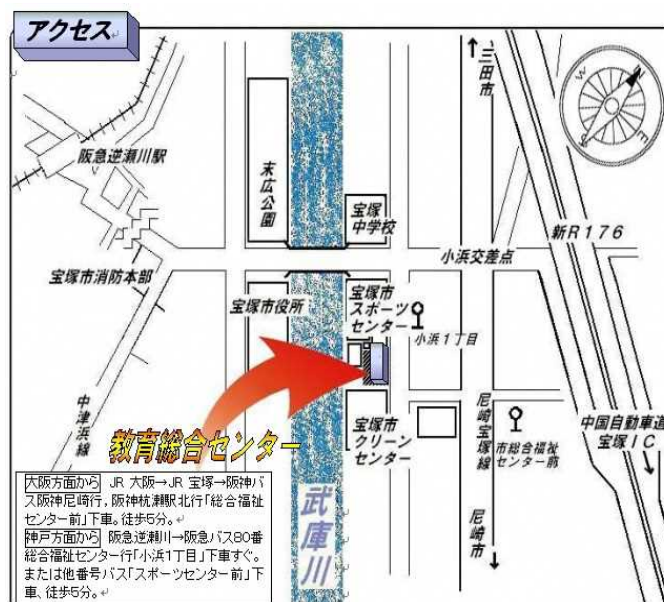 アクセス
三田市
阪急逆瀬川駅
末広公園
宝塚
中学校
新R176
小浜交差点
宝塚市消防本部
宝塚市役所
宝塚市
スポーツ
センター
小浜1丁目
中津浜線
教育総合センター
宝塚市
クリーン
センター
尼崎宝塚線
市総合福祉
センター前
中国自動車道
宝塚IC
尼崎市
武庫川
大阪方面から JR 大阪→JR 宝塚→阪神バ
ス阪神尼崎行,阪神杭瀬駅北行「総合福祉
センター前」下車。徒歩5分。
神戸方面から 阪急逆瀬川→阪急バス80番
総合福祉センター行「小浜1丁目」下車すぐ。
または他番号バス「スポーツセンター前」下
車、徒歩5分。